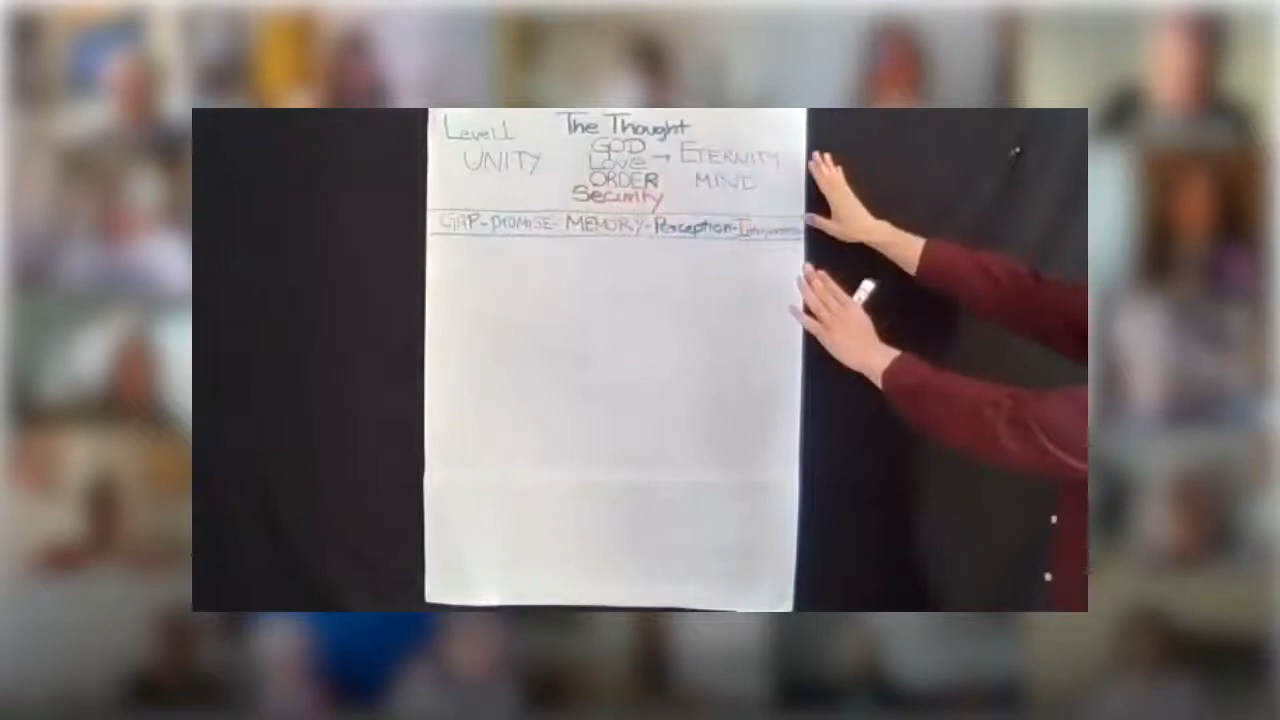 Level 1 The Thought
GOD
UNITY Love → ETERNITY
ORDER MIND
Security
GAP-PROMISE-MEMORY-Perception-